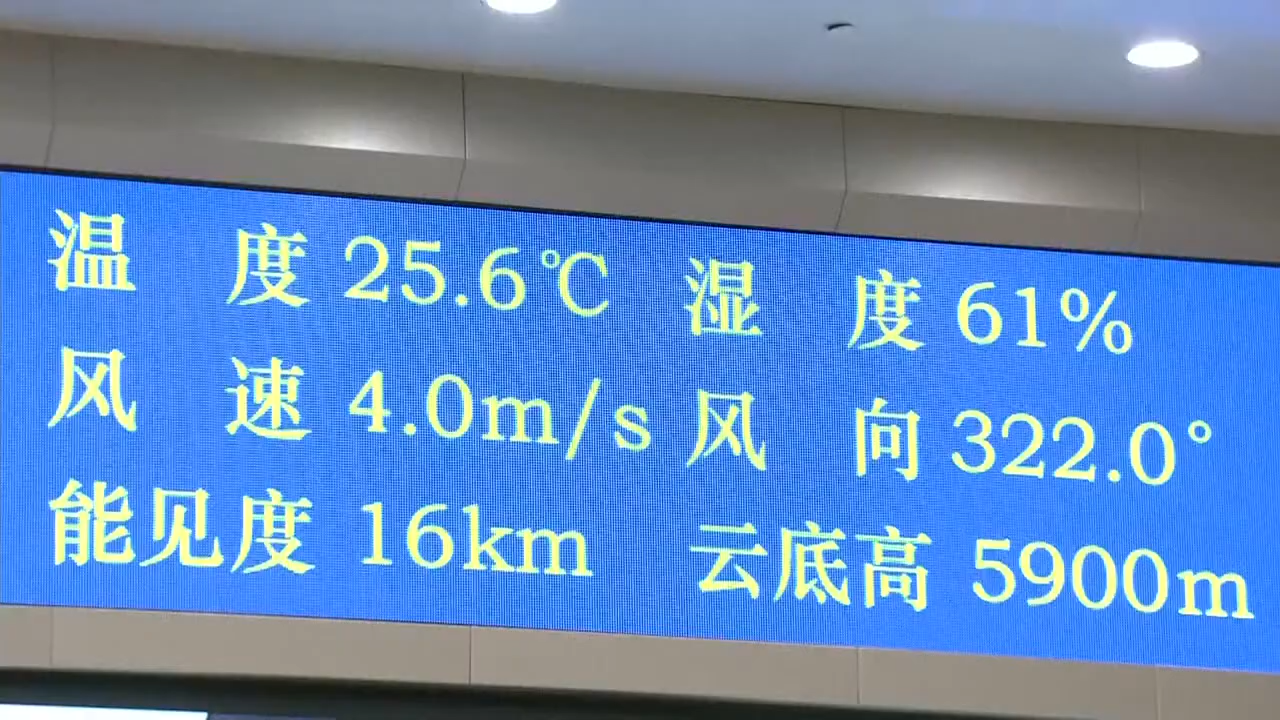 温 度 25.6℃ 湿 度 61%
风 速 4.0m/s 风 向 322.0°
能见度 16km 云底高 5900m